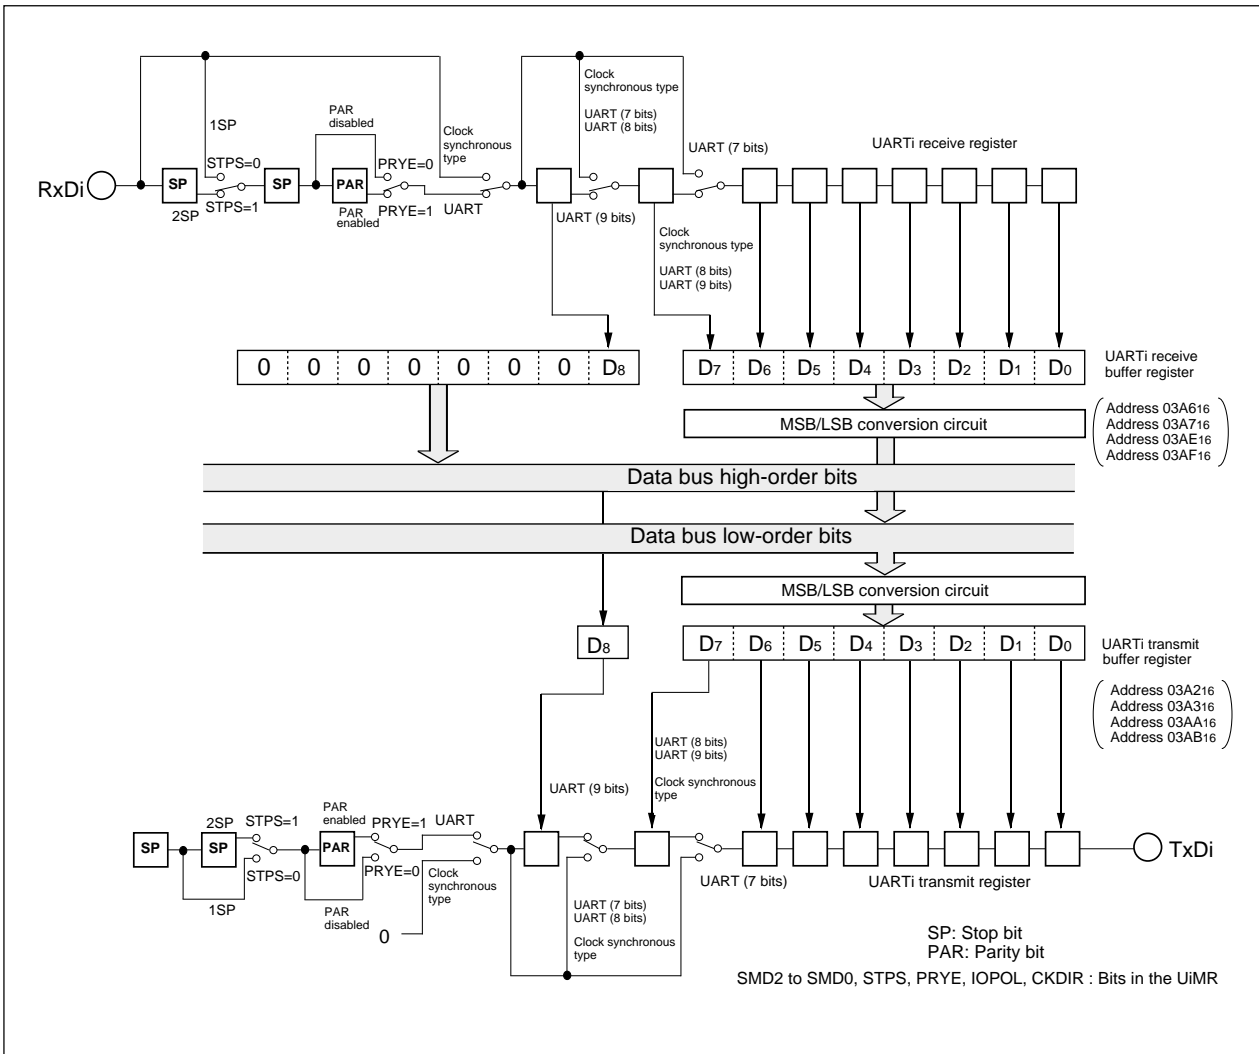 Clock
synchronous type
UART (7 bits)
UART (8 bits)
PAR
disabled
1SP
Clock
synchronous
type
UART (7 bits)
UARTi receive register
STPS=0
PRYE=0
RxDi
SP
SP
PAR
STPS=1
2SP
PAR
enabled
PRYE=1
UART
UART (9 bits)
Clock
synchronous type
UART (8 bits)
UART (9 bits)
0 0 0 0 0 0 0 D8
D7 D6 D5 D4 D3 D2 D1 D0
UARTi receive
buffer register
MSB/LSB conversion circuit
Address 03A616
Address 03A716
Address 03AE16
Address 03AF16
Data bus high-order bits
Data bus low-order bits
MSB/LSB conversion circuit
D8
D7 D6 D5 D4 D3 D2 D1 D0
UARTi transmit
buffer register
Address 03A216
Address 03A316
Address 03AA16
Address 03AB16
UART (8 bits)
UART (9 bits)
Clock synchronous
type
UART (9 bits)
PAR
enabled
2SP
STPS=1
PRYE=1
UART
SP
SP
PAR
TxDi
STPS=0
PRYE=0
Clock
synchronous
type
UART (7 bits)
UARTi transmit register
1SP
PAR
disabled
0
UART (7 bits)
UART (8 bits)
Clock synchronous
type
SP: Stop bit
PAR: Parity bit
SMD2 to SMD0, STPS, PRYE, IOPOL, CKDIR : Bits in the UiMR